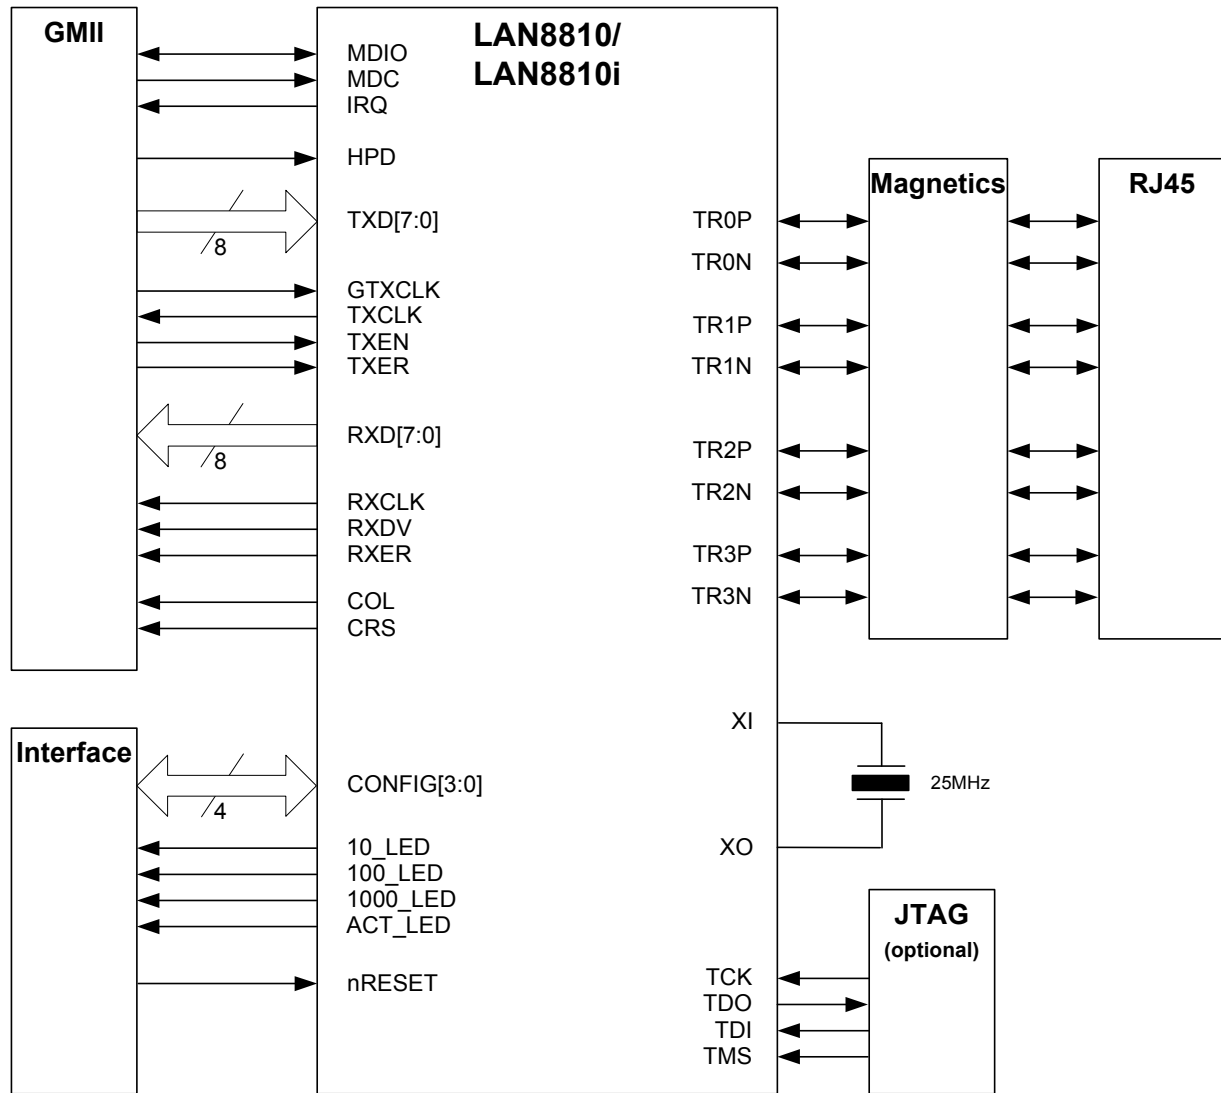 GMII
LAN8810/
LAN8810i
MDIO
MDC
IRQ
HPD
TXD[7:0]
8
GTXCLK
TXCLK
TXEN
TXER
RXD[7:0]
8
RXCLK
RXDV
RXER
COL
CRS
Interface
CONFIG[3:0]
4
10_LED
100_LED
1000_LED
ACT_LED
nRESET
TR0P
TR0N
TR1P
TR1N
TR2P
TR2N
TR3P
TR3N
Magnetics
RJ45
XI
25MHz
XO
JTAG
(optional)
TCK
TDO
TDI
TMS